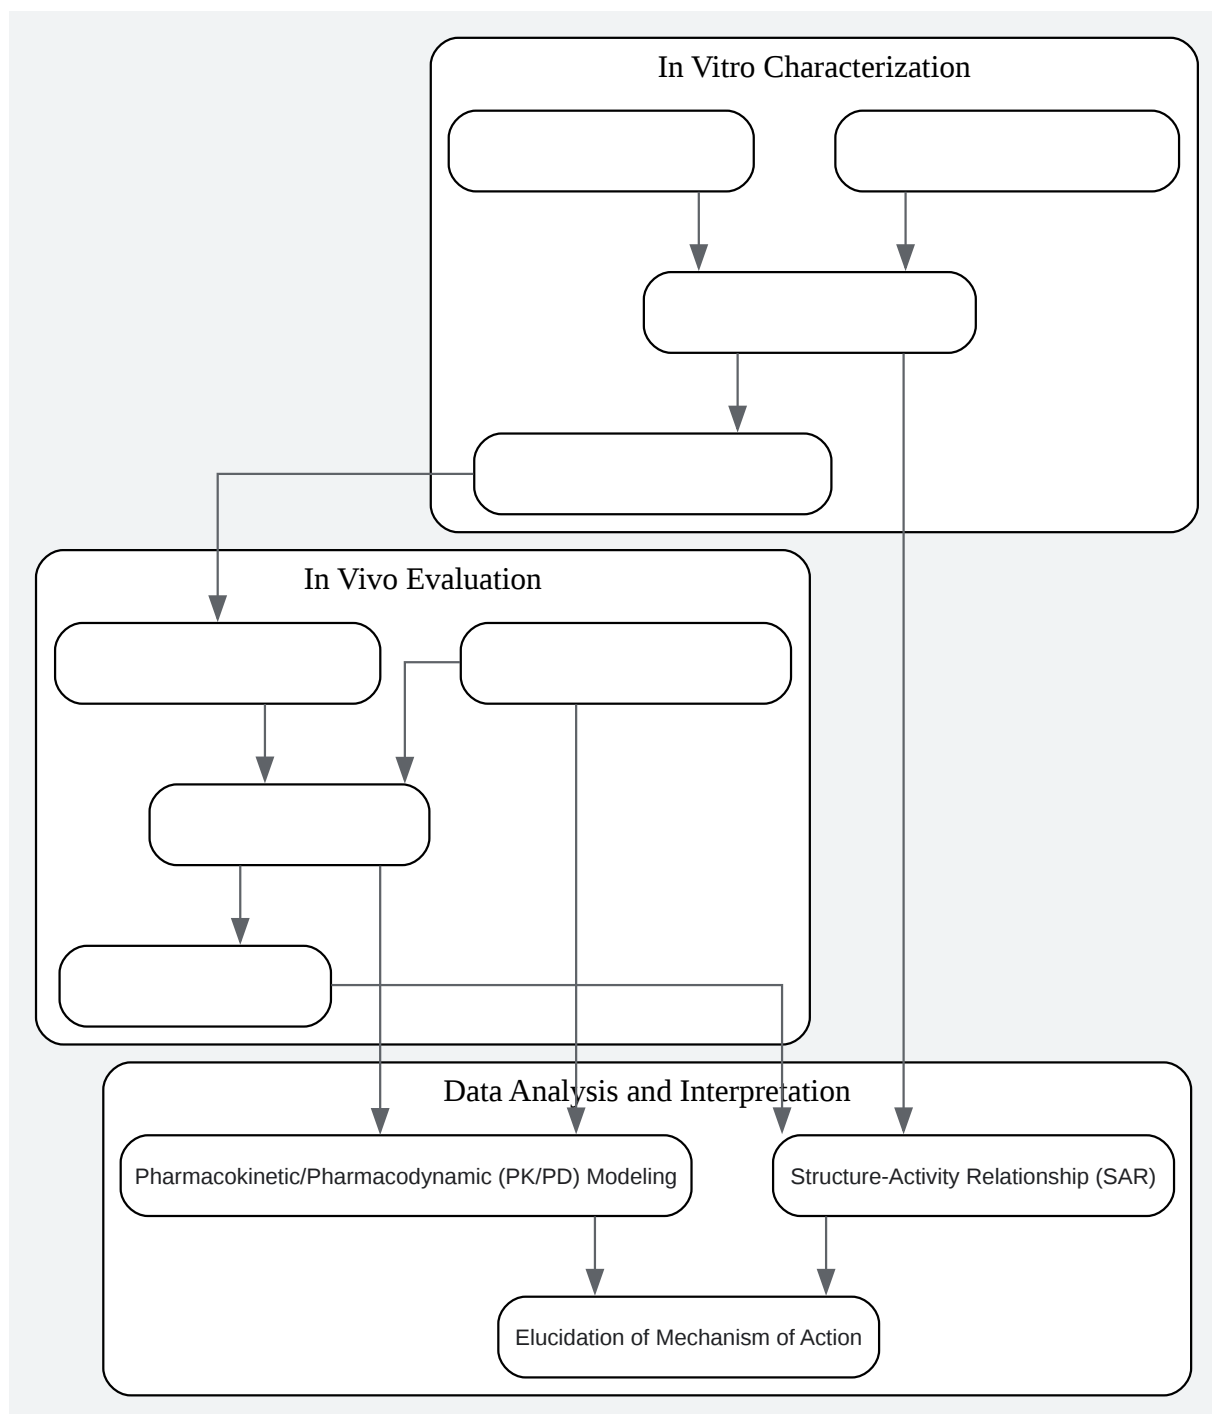 In Vitro Characterization
In Vivo Evaluation
Data Analysis and Interpretation
Pharmacokinetic/Pharmacodynamic (PK/PD) Modeling
Structure-Activity Relationship (SAR)
Elucidation of Mechanism of Action